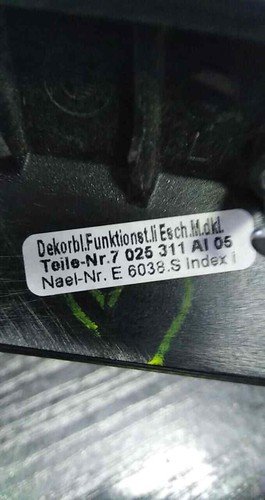 Dekorbl.Funktionst.li Esch.M.dkl.
Teile-Nr.7 025 311 AI 05
Nael-Nr. E 6038.S Index I